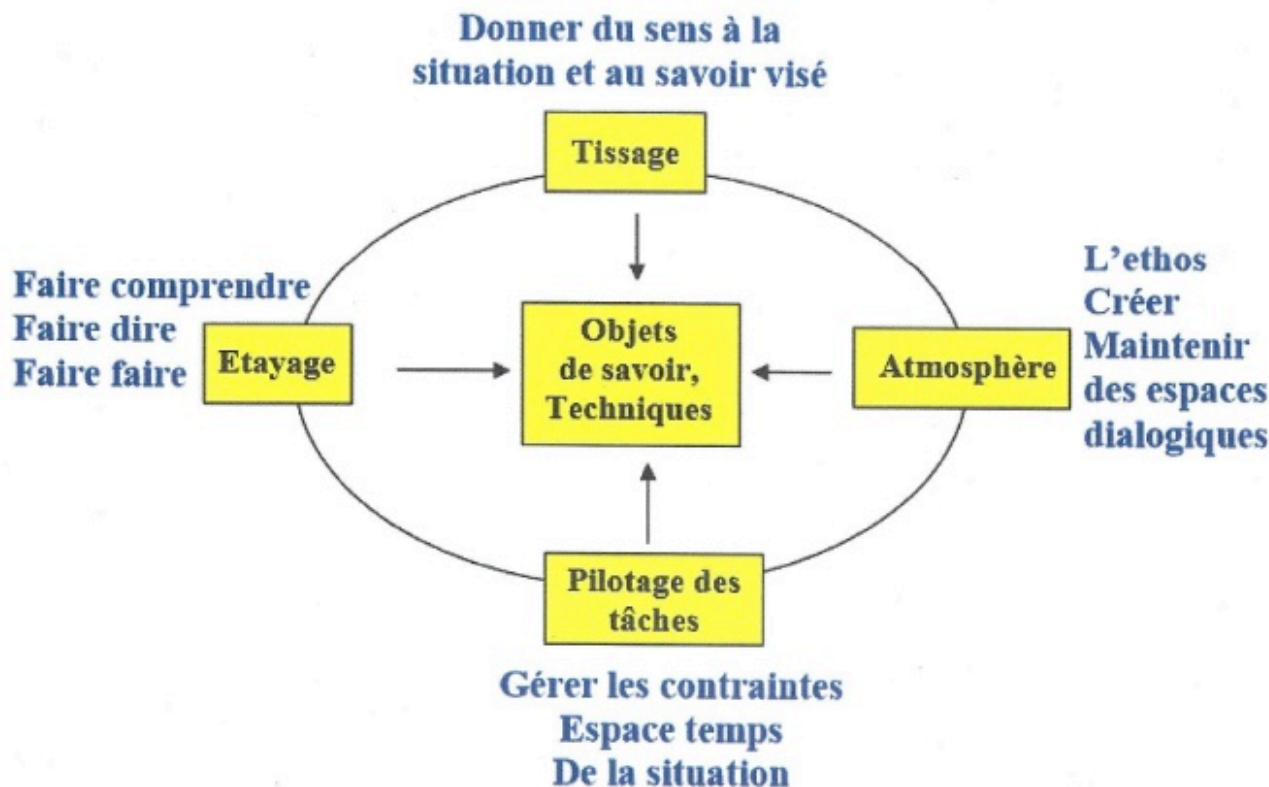 Donner du sens à la
situation et au savoir visé
Tissage
Faire comprendre
Faire dire
Faire faire
Etayage
Objets
de savoir,
Techniques
Atmosphère
L’ethos
Créer
Maintenir
des espaces
dialogiques
Pilotage des
tâches
Gérer les contraintes
Espace temps
De la situation